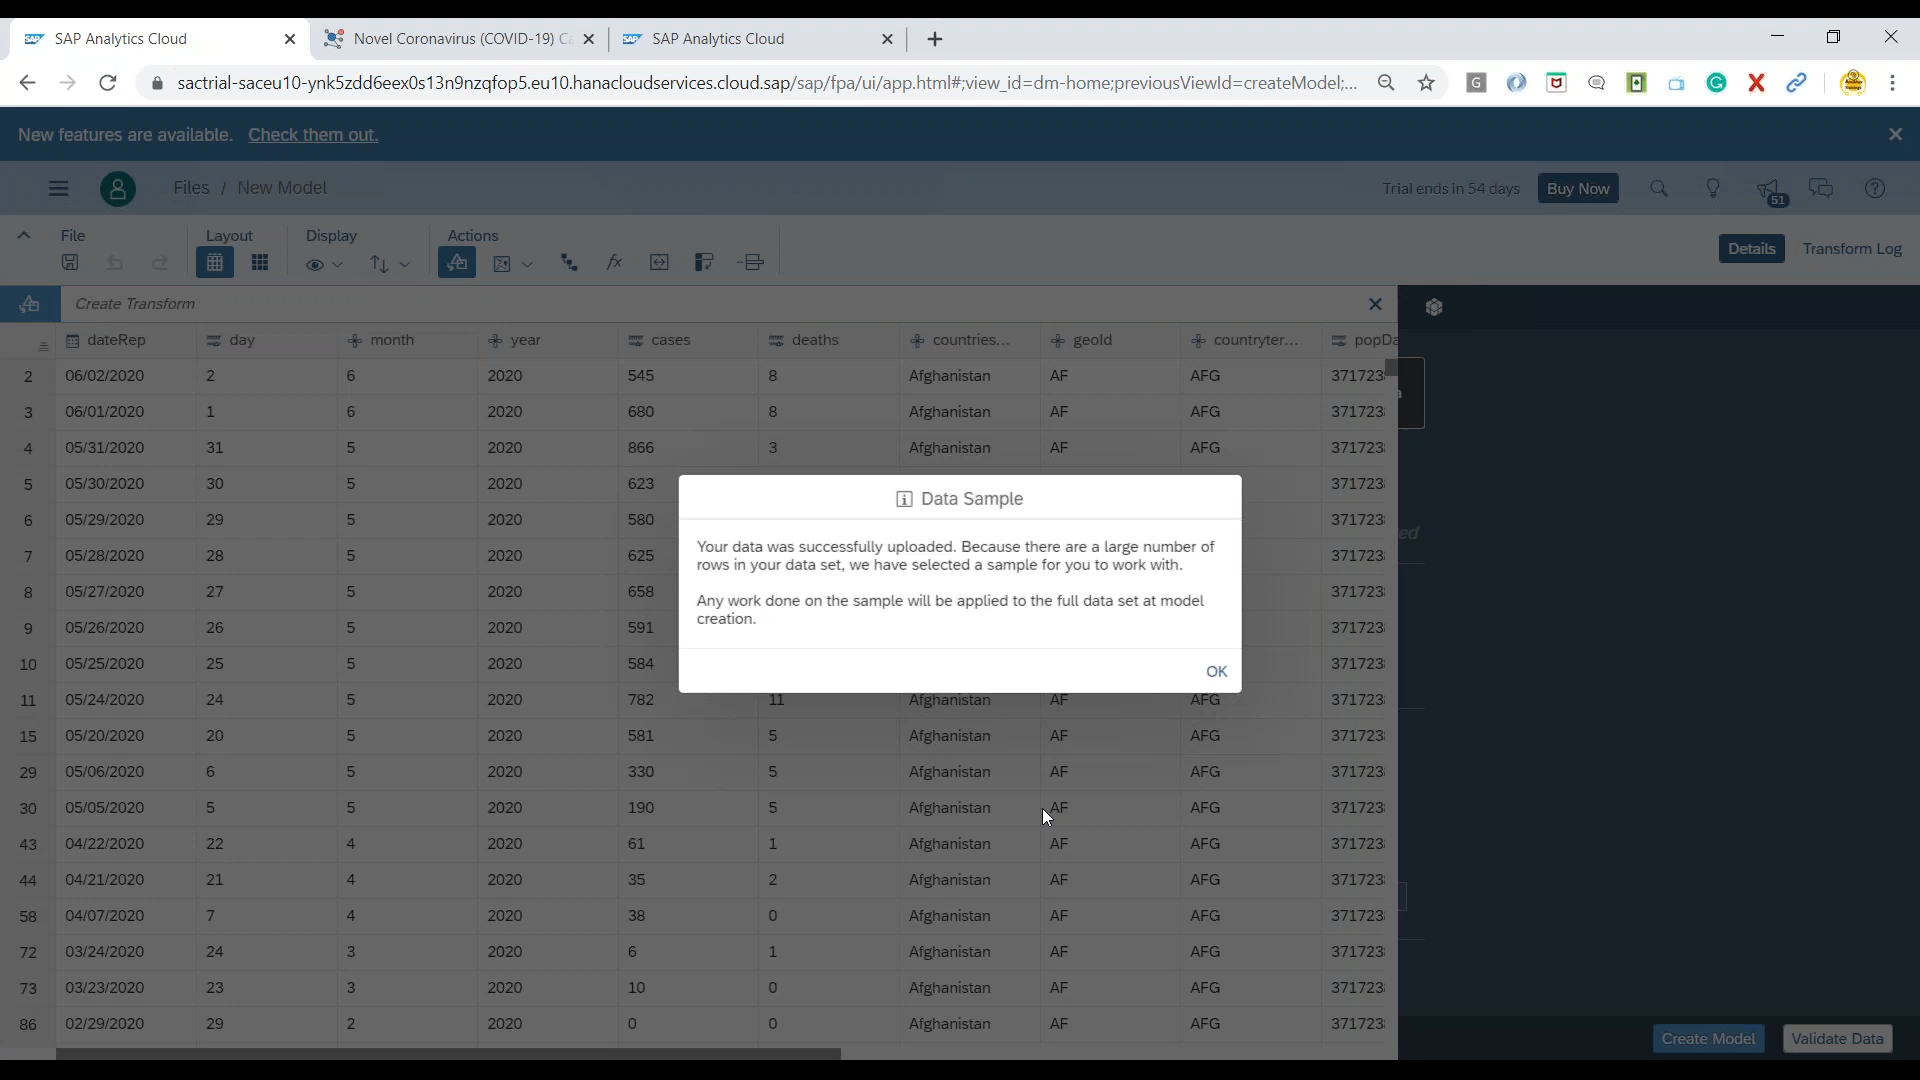 SAP Analytics Cloud
Novel Coronavirus (COVID-19) C
SAP Analytics Cloud
sactrial-saceu10-ynk5zdd6eex0s13n9nzqfop5.eu10.hanacloudservices.cloud.sap/sap/fpa/ui/app.html#;view_id=dm-home;previousViewId=createModel;...
New features are available. Check them out.
Files / New Model
Trial ends in 54 days
Buy Now
51
File
Layout
Display
Actions
Details
Transform Log
Create Transform
dateRep day month year cases deaths countries... geoId countryter... popDa
2 06/02/2020 2 6 2020 545 8 Afghanistan AF AFG 371723
3 06/01/2020 1 6 2020 680 8 Afghanistan AF AFG 371723
4 05/31/2020 31 5 2020 866 3 Afghanistan AF AFG 371723
5 05/30/2020 30 5 2020 623 371723
6 05/29/2020 29 5 2020 580 371723
7 05/28/2020 28 5 2020 625 371723
8 05/27/2020 27 5 2020 658 371723
9 05/26/2020 26 5 2020 591 371723
10 05/25/2020 25 5 2020 584 371723
11 05/24/2020 24 5 2020 782 11 Afghanistan AF AFG 371723
15 05/20/2020 20 5 2020 581 5 Afghanistan AF AFG 371723
29 05/06/2020 6 5 2020 330 5 Afghanistan AF AFG 371723
30 05/05/2020 5 5 2020 190 5 Afghanistan AF AFG 371723
43 04/22/2020 22 4 2020 61 1 Afghanistan AF AFG 371723
44 04/21/2020 21 4 2020 35 2 Afghanistan AF AFG 371723
58 04/07/2020 7 4 2020 38 0 Afghanistan AF AFG 371723
72 03/24/2020 24 3 2020 6 1 Afghanistan AF AFG 371723
73 03/23/2020 23 3 2020 10 0 Afghanistan AF AFG 371723
86 02/29/2020 29 2 2020 0 0 Afghanistan AF AFG 371723
Data Sample
Your data was successfully uploaded. Because there are a large number of
rows in your data set, we have selected a sample for you to work with.
Any work done on the sample will be applied to the full data set at model
creation.
OK
Create Model
Validate Data